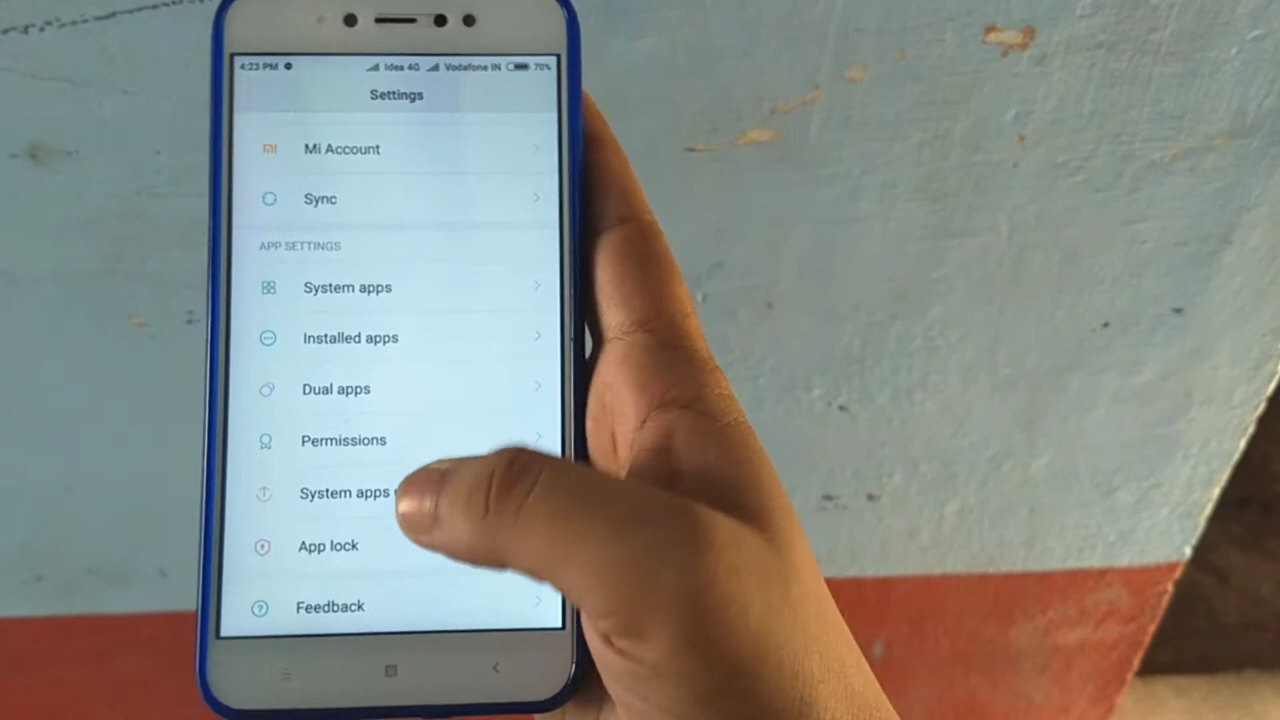 4:23 PM Idea 4G Vodafone IN 70%
Settings
Mi Account
Sync
APP SETTINGS
System apps
Installed apps
Dual apps
Permissions
System apps
App lock
Feedback